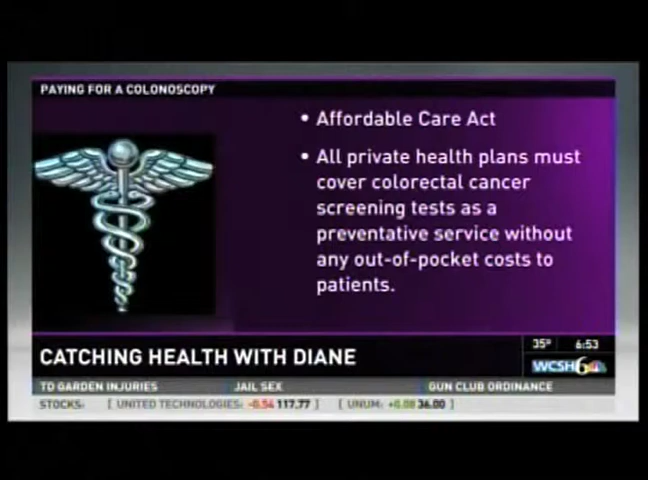 PAYING FOR A COLONOSCOPY
• Affordable Care Act
• All private health plans must
cover colorectal cancer
screening tests as a
preventative service without
any out-of-pocket costs to
patients.
CATCHING HEALTH WITH DIANE
35° 6:53
WCSH6
TD GARDEN INJURIES JAIL SEX GUN CLUB ORDINANCE
STOCKS: [ UNITED TECHNOLOGIES: -0.54 117.77 ] [ UNUM: +0.08 36.00 ]